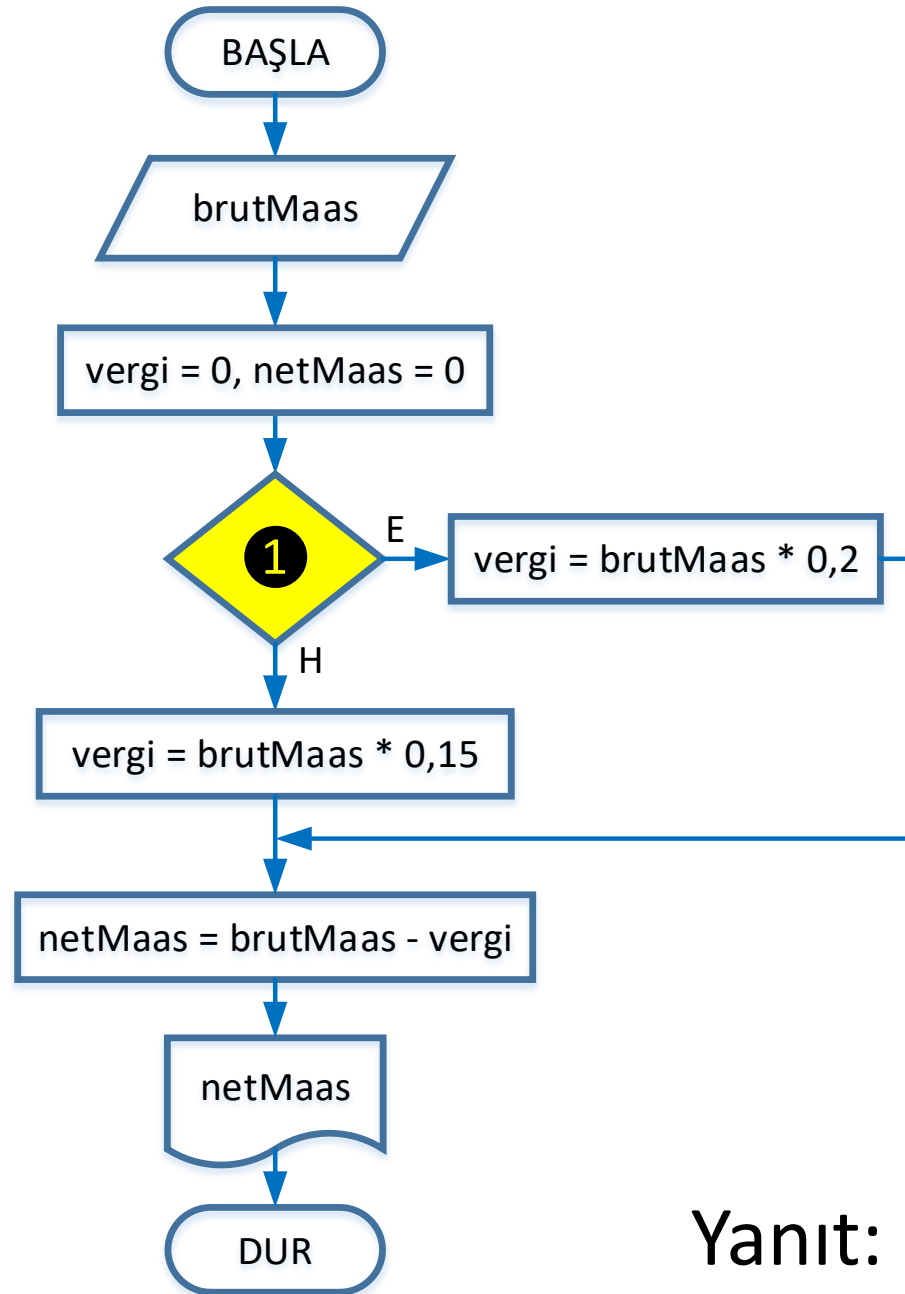 BAŞLA
brutMaas
vergi = 0, netMaas = 0
1
E
vergi = brutMaas * 0,2
H
vergi = brutMaas * 0,15
netMaas = brutMaas - vergi
netMaas
DUR
Yanıt: